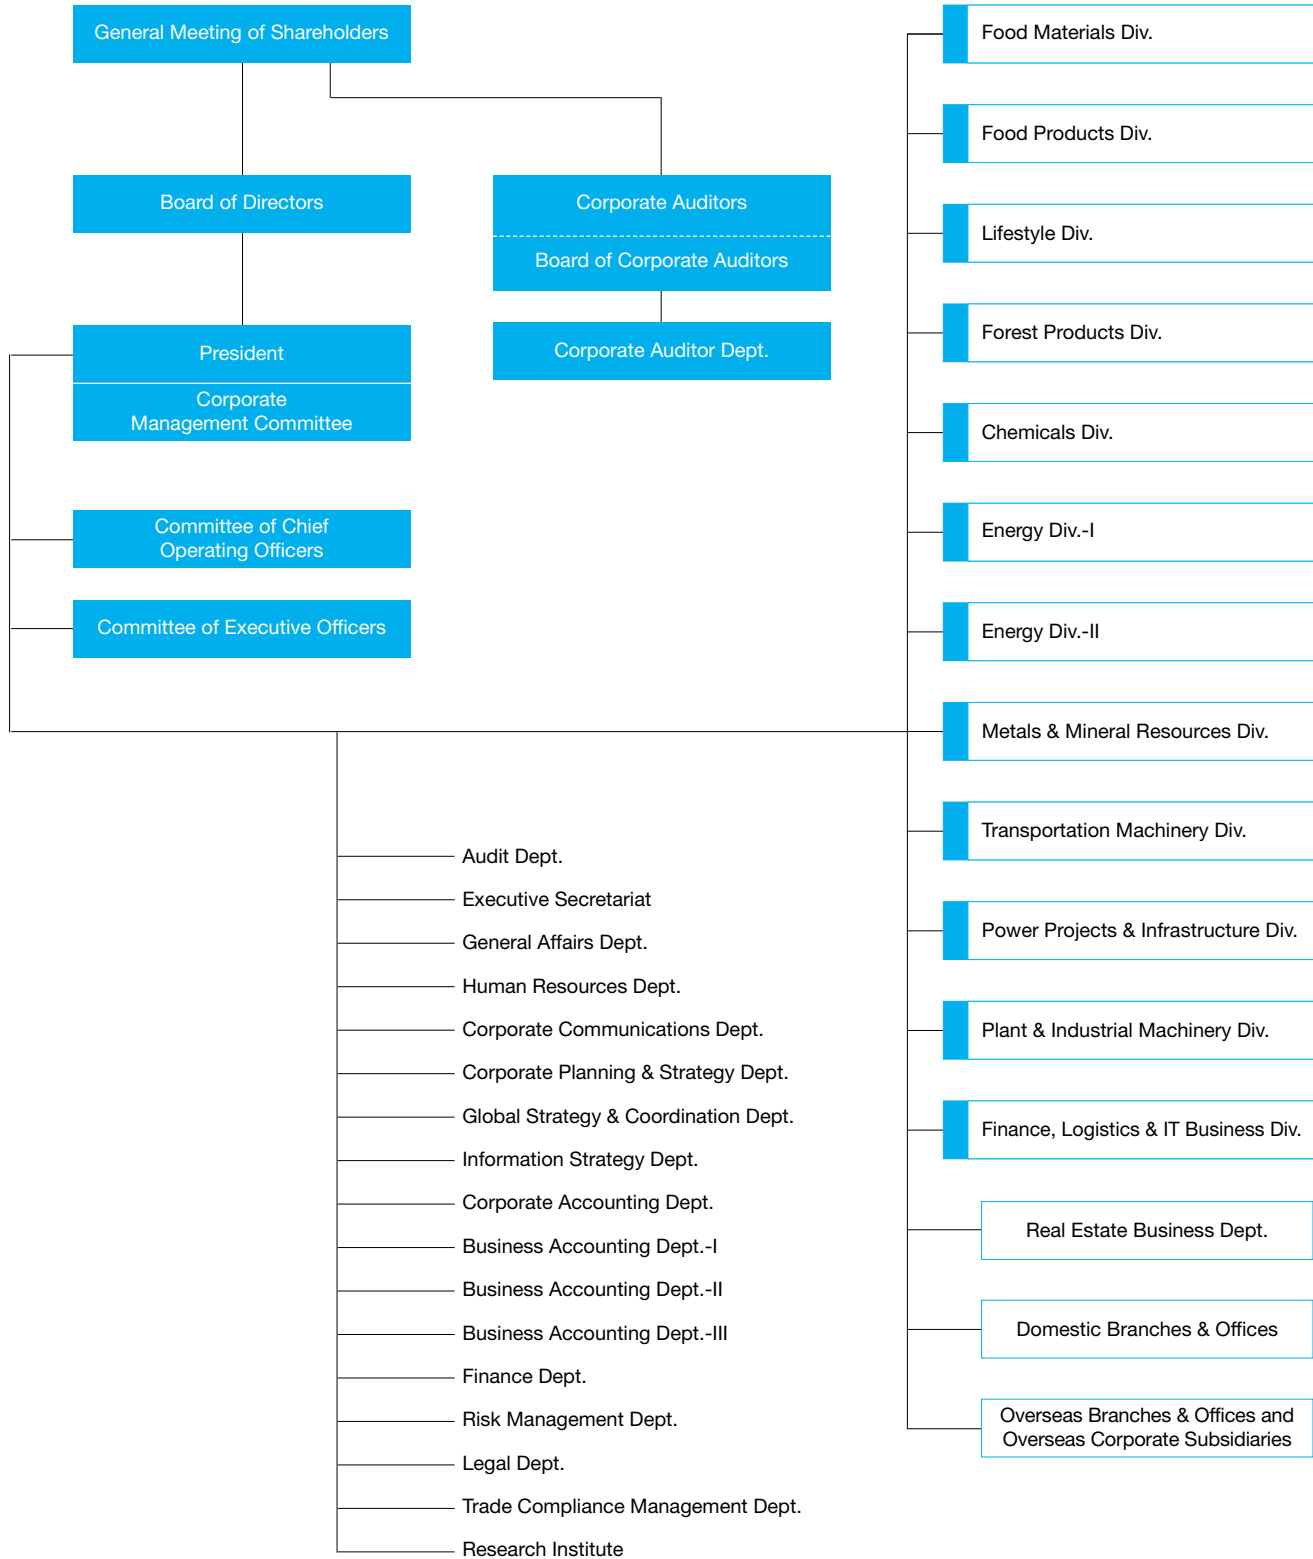 General Meeting of Shareholders
Board of Directors
Corporate Auditors
Board of Corporate Auditors
Corporate Auditor Dept.
President
Corporate
Management Committee
Committee of Chief
Operating Officers
Committee of Executive Officers
Audit Dept.
Executive Secretariat
General Affairs Dept.
Human Resources Dept.
Corporate Communications Dept.
Corporate Planning & Strategy Dept.
Global Strategy & Coordination Dept.
Information Strategy Dept.
Corporate Accounting Dept.
Business Accounting Dept.-I
Business Accounting Dept.-II
Business Accounting Dept.-III
Finance Dept.
Risk Management Dept.
Legal Dept.
Trade Compliance Management Dept.
Research Institute
Food Materials Div.
Food Products Div.
Lifestyle Div.
Forest Products Div.
Chemicals Div.
Energy Div.-I
Energy Div.-II
Metals & Mineral Resources Div.
Transportation Machinery Div.
Power Projects & Infrastructure Div.
Plant & Industrial Machinery Div.
Finance, Logistics & IT Business Div.
Real Estate Business Dept.
Domestic Branches & Offices
Overseas Branches & Offices and
Overseas Corporate Subsidiaries